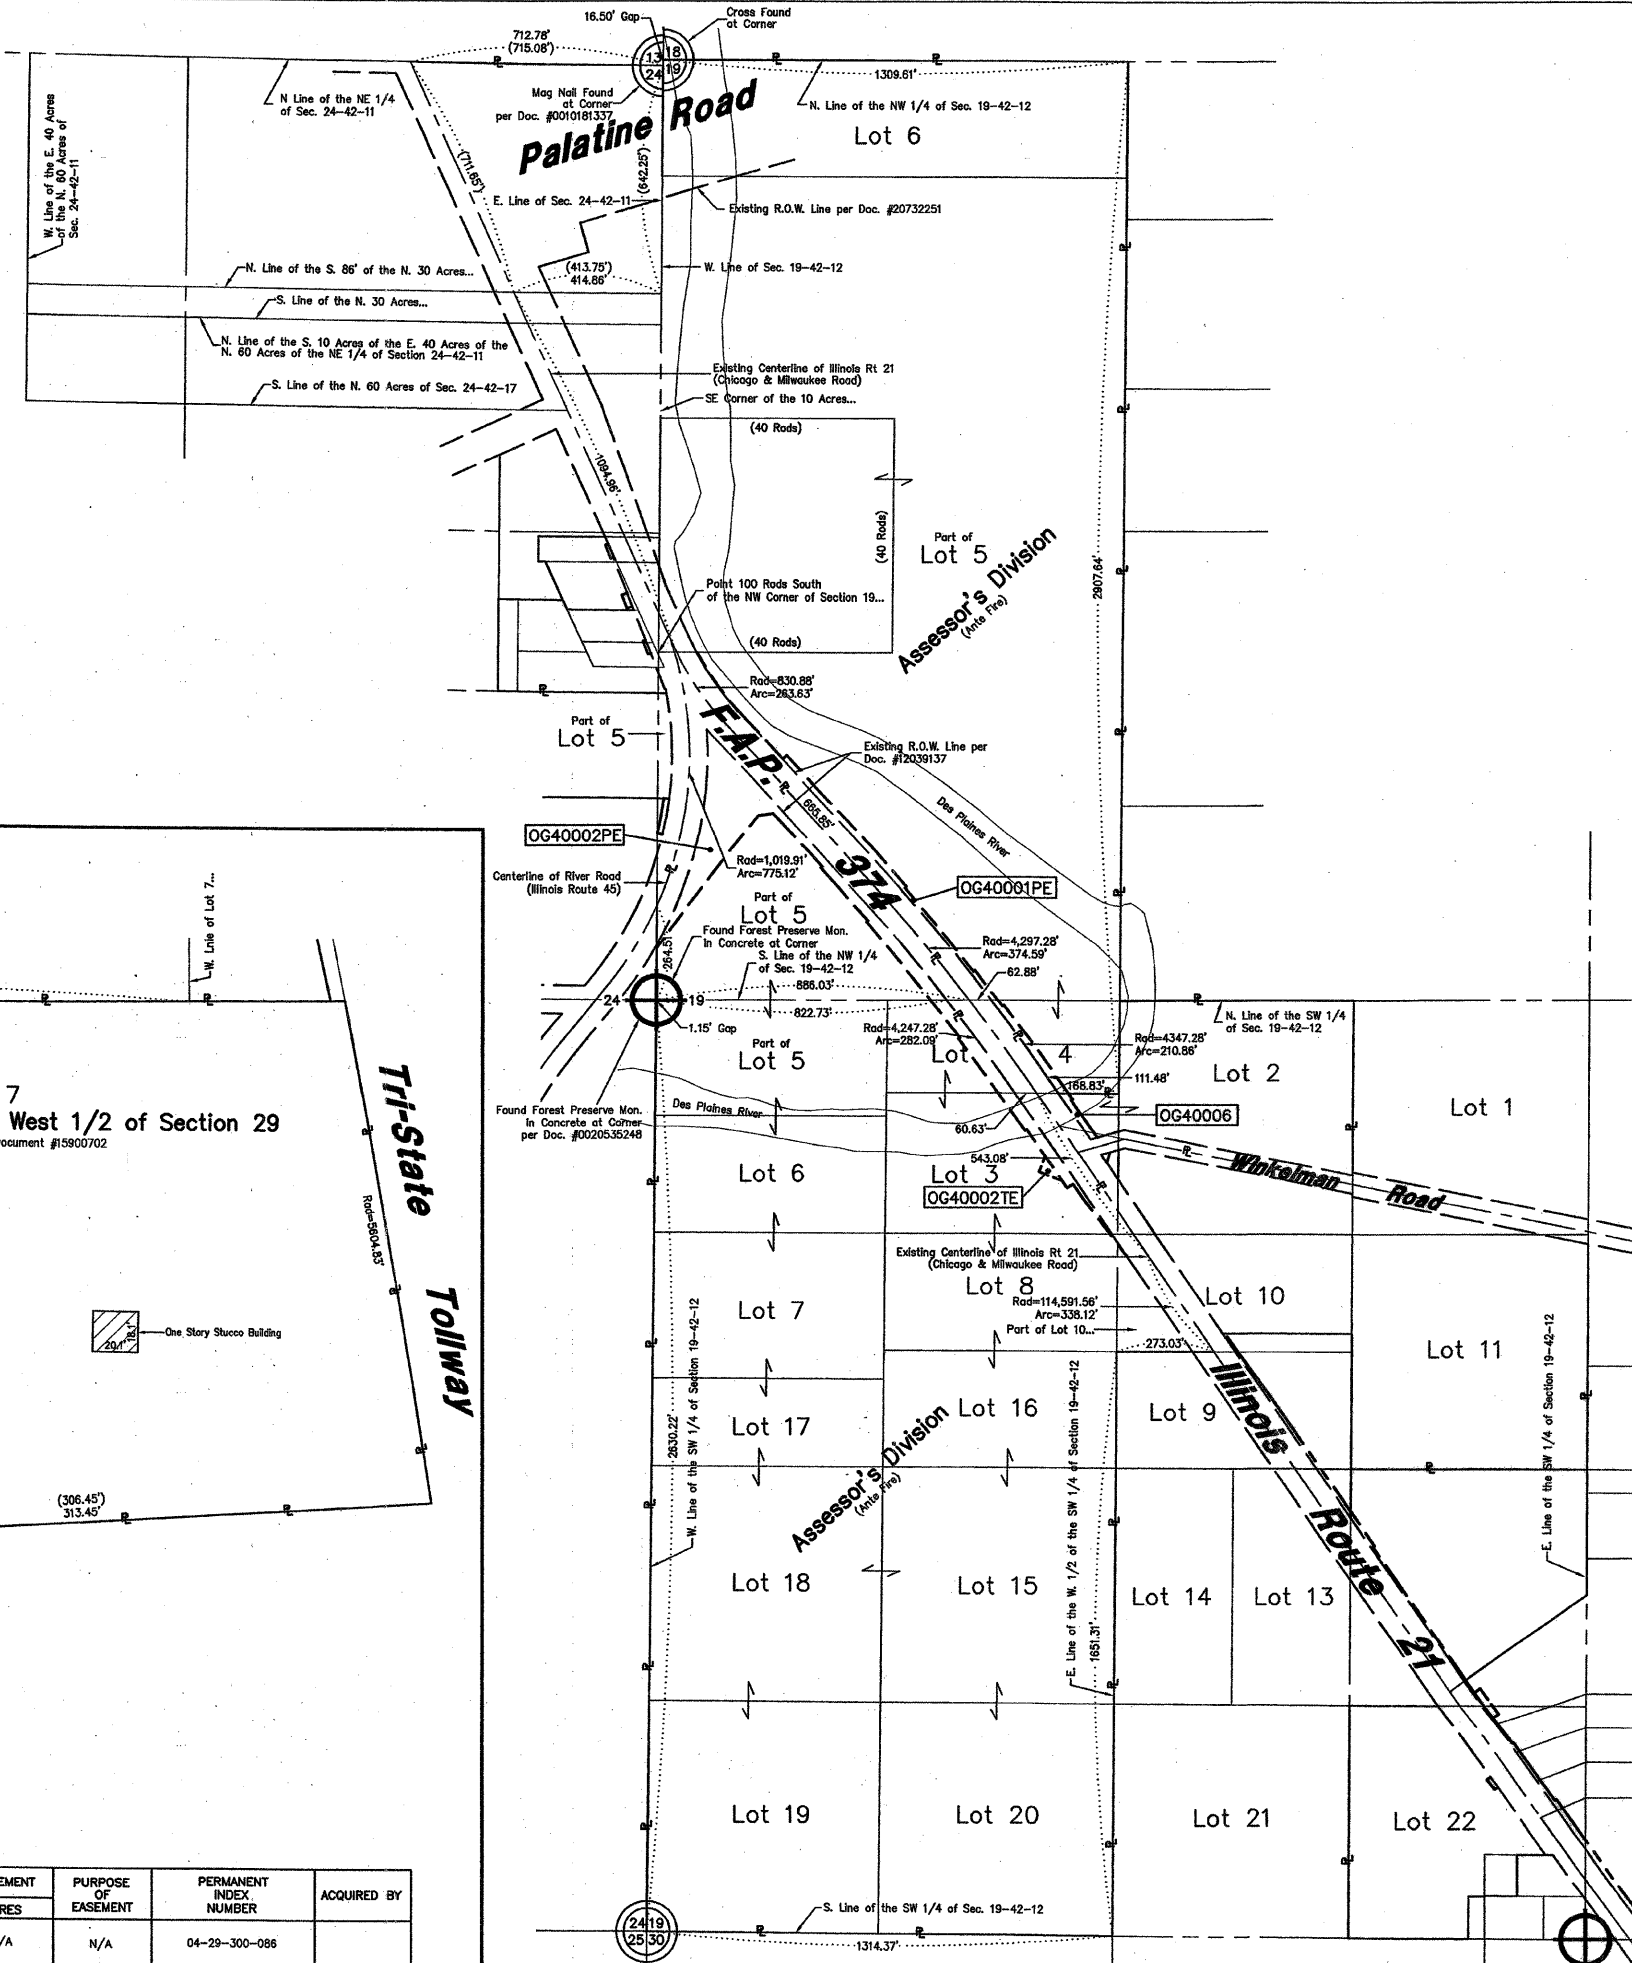 16.50' Gap
Cross Found
at Corner
712.78'
(715.08')
13 18
24 19
1309.61'
N Line of the NE 1/4
of Sec. 24-42-11
Mag Nail Found
at Corner
per Doc. #0010181337
N. Line of the NW 1/4 of Sec. 19-42-12
Palatine Road
Lot 6
W. Line of the E. 40 Acres
of the N. 60 Acres of
Sec. 24-42-11
(711.65')
(642.25')
E. Line of Sec. 24-42-11
Existing R.O.W. Line per Doc. #20732251
N. Line of the S. 86' of the N. 30 Acres...
(413.75')
414.86'
W. Line of Sec. 19-42-12
S. Line of the N. 30 Acres...
N. Line of the S. 10 Acres of the E. 40 Acres of the
N. 60 Acres of the NE 1/4 of Section 24-42-11
S. Line of the N. 60 Acres of Sec. 24-42-17
Existing Centerline of Illinois Rt 21
(Chicago & Milwaukee Road)
SE Corner of the 10 Acres...
(40 Rods)
1094.96'
(40 Rods)
Part of
Lot 5
Assessor's Division
(Ante Fire)
2907.64'
Point 100 Rods South
of the NW Corner of Section 19...
(40 Rods)
Rad=830.88'
Arc=263.63'
Part of
Lot 5
F.A.P. 374
Existing R.O.W. Line per
Doc. #12039137
665.85'
Des Plaines River
OG40002PE
Rad=1,019.91'
Arc=775.12'
Centerline of River Road
(Illinois Route 45)
OG40001PE
Part of
Lot 5
W. Lnie of Lot 7...
264.51'
Found Forest Preserve Mon.
In Concrete at Corner
S. Line of the NW 1/4
of Sec. 19-42-12
Rad=4,297.28'
Arc=374.59'
62.88'
886.03'
24 19
822.73'
1.15' Gap
N. Line of the SW 1/4
of Sec. 19-42-12
Rad=4,247.28'
Arc=282.09'
Rad=4347.28'
Arc=210.86'
Part of
Lot 5
Lot 4
Lot 2
Lot 1
168.83'
111.48'
7
West 1/2 of Section 29
ocument #15900702
Tri-State Tollway
Rad=5604.83'
Found Forest Preserve Mon.
In Concrete at Corner
per Doc. #0020535248
Des Plaines River
60.63'
OG40006
543.08'
Lot 6
Lot 3
OG40002TE
Winkelman Road
Existing Centerline of Illinois Rt 21
(Chicago & Milwaukee Road)
Lot 8
Lot 10
Rad=114,591.56'
Arc=338.12'
Part of Lot 10...
273.03'
Lot 7
Lot 11
One Story Stucco Building
20.1'
18.1'
2630.22'
W. Line of the SW 1/4 of Section 19-42-12
E. Line of the W. 1/2 of the SW 1/4 of Section 19-42-12
E. Line of the SW 1/4 of Section 19-42-12
Illinois Route 21
Lot 17
Lot 16
Lot 9
Assessor's Division
(Ante Fire)
(306.45')
313.45'
Lot 18
Lot 15
Lot 14
Lot 13
1651.31'
Lot 19
Lot 20
Lot 21
Lot 22
EMENT
RES
PURPOSE
OF
EASEMENT
PERMANENT
INDEX
NUMBER
ACQUIRED BY
/A
N/A
04-29-300-086
24 19
25 30
S. Line of the SW 1/4 of Sec. 19-42-12
1314.37'